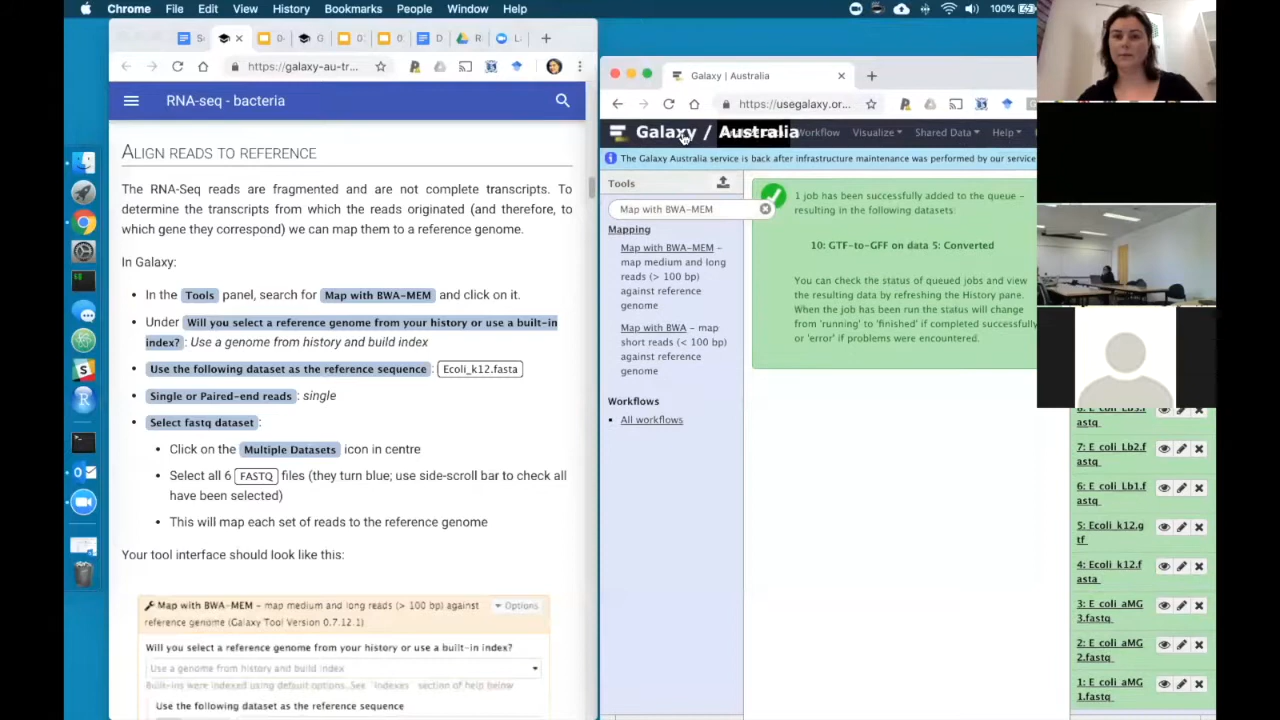 Chrome File Edit View History Bookmarks People Window Help 100%
https://galaxy-au-tr...
RNA-seq - bacteria
ALIGN READS TO REFERENCE
The RNA-Seq reads are fragmented and are not complete transcripts. To
determine the transcripts from which the reads originated (and therefore, to
which gene they correspond) we can map them to a reference genome.
In Galaxy:
• In the Tools panel, search for Map with BWA-MEM and click on it.
• Under Will you select a reference genome from your history or use a built-in
index? : Use a genome from history and build index
• Use the following dataset as the reference sequence : Ecoli_k12.fasta
• Single or Paired-end reads : single
• Select fastq dataset :
• Click on the Multiple Datasets icon in centre
• Select all 6 FASTQ files (they turn blue; use side-scroll bar to check all
have been selected)
• This will map each set of reads to the reference genome
Your tool interface should look like this:
Map with BWA-MEM – map medium and long reads (> 100 bp) against
reference genome (Galaxy Tool Version 0.7.12.1)
Options
Will you select a reference genome from your history or use a built-in index?
Use a genome from history and build index
Built-ins were indexed using default options. See `Indexes` section of help below
Use the following dataset as the reference sequence
Galaxy | Australia
https://usegalaxy.or...
Galaxy / Australia Workflow Visualize Shared Data Help
The Galaxy Australia service is back after infrastructure maintenance was performed by our service
Tools
Map with BWA-MEM
Mapping
Map with BWA-MEM –
map medium and long
reads (> 100 bp)
against reference
genome
Map with BWA – map
short reads (< 100 bp)
against reference
genome
Workflows
• All workflows
1 job has been successfully added to the queue –
resulting in the following datasets:
10: GTF-to-GFF on data 5: Converted
You can check the status of queued jobs and view
the resulting data by refreshing the History pane.
When the job has been run the status will change
from 'running' to 'finished' if completed successfully
or 'error' if problems were encountered.
astq
7: E coli Lb2.f
astq
6: E coli Lb1.f
astq
5: Ecoli k12.g
tf
4: Ecoli k12.f
asta
3: E coli aMG
3.fastq
2: E coli aMG
2.fastq
1: E coli aMG
1.fastq